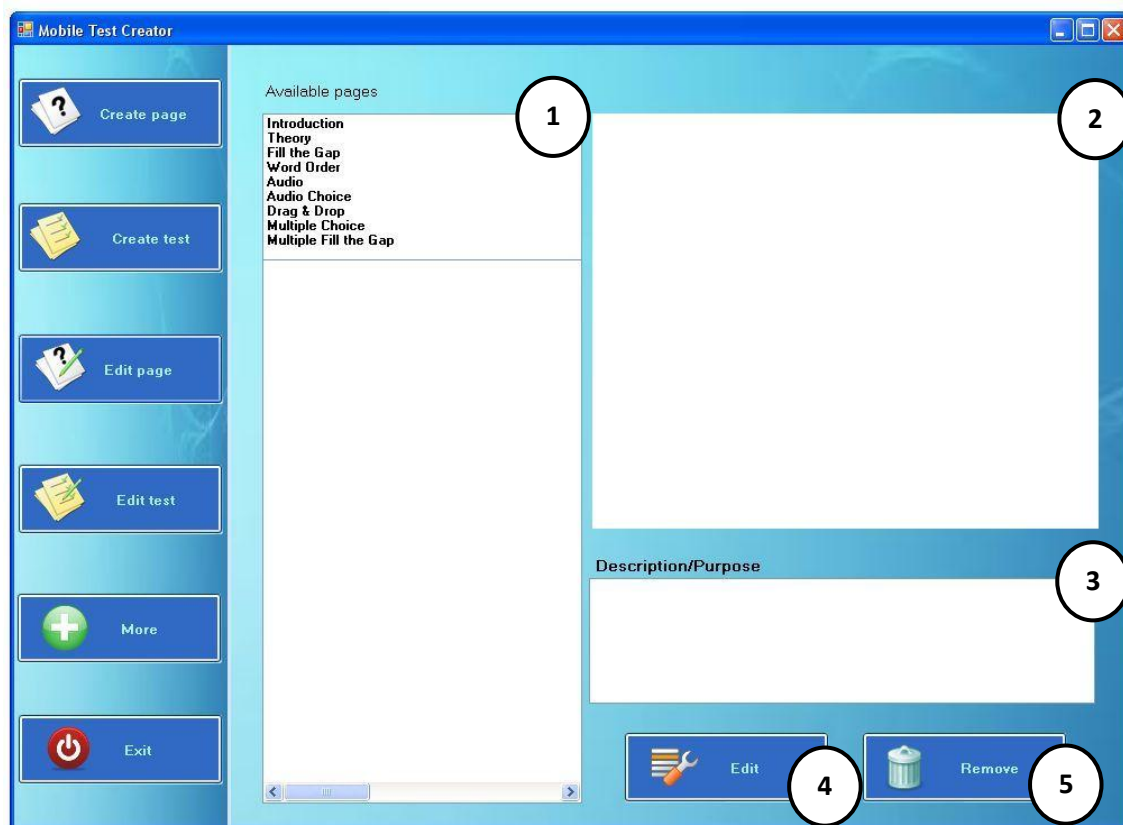 Mobile Test Creator
Create page
Create test
Edit page
Edit test
More
Exit
Available pages
1
Introduction
Theory
Fill the Gap
Word Order
Audio
Audio Choice
Drag & Drop
Multiple Choice
Multiple Fill the Gap
2
Description/Purpose
3
Edit
4
Remove
5